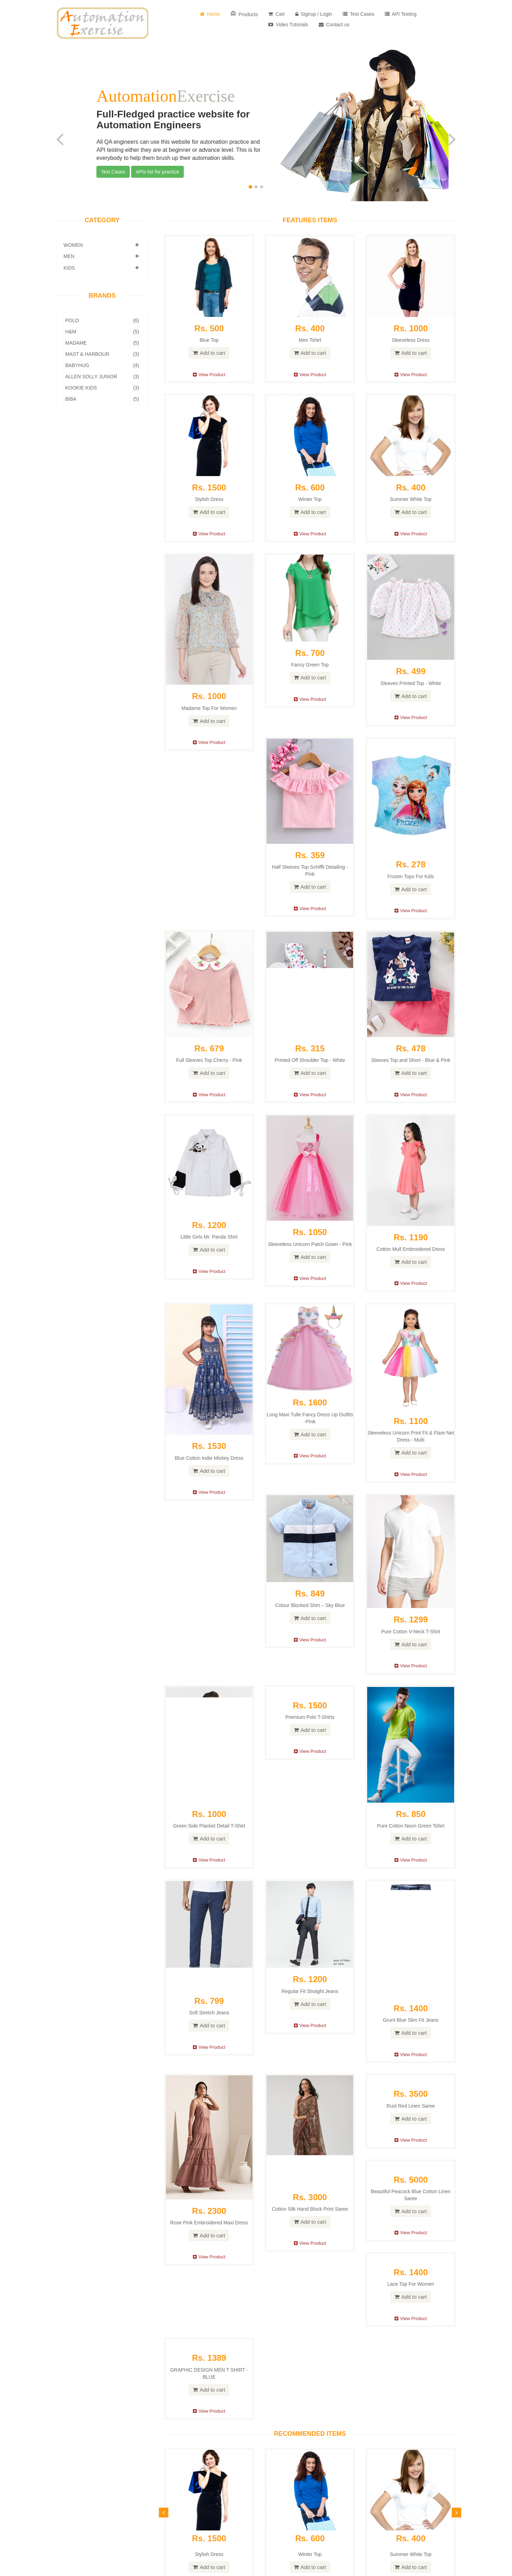 Automation
Exercise
Home
Products
Cart
Signup / Login
Test Cases
API Testing
Video Tutorials
Contact us
AutomationExercise
Full-Fledged practice website for
Automation Engineers
All QA engineers can use this website for automation practice and
API testing either they are at beginner or advance level. This is for
everybody to help them brush up their automation skills.
Test Cases
APIs list for practice
CATEGORY
WOMEN
MEN
KIDS
BRANDS
POLO (6)
H&M (5)
MADAME (5)
MAST & HARBOUR (3)
BABYHUG (4)
ALLEN SOLLY JUNIOR (3)
KOOKIE KIDS (3)
BIBA (5)
FEATURES ITEMS
Rs. 500
Blue Top
Add to cart
View Product
Rs. 400
Men Tshirt
Add to cart
View Product
Rs. 1000
Sleeveless Dress
Add to cart
View Product
Rs. 1500
Stylish Dress
Add to cart
View Product
Rs. 600
Winter Top
Add to cart
View Product
Rs. 400
Summer White Top
Add to cart
View Product
Rs. 1000
Madame Top For Women
Add to cart
View Product
Rs. 700
Fancy Green Top
Add to cart
View Product
Rs. 499
Sleeves Printed Top - White
Add to cart
View Product
Rs. 359
Half Sleeves Top Schiffli Detailing -
Pink
Add to cart
View Product
FROZEN
Rs. 278
Frozen Tops For Kids
Add to cart
View Product
Rs. 679
Full Sleeves Top Cherry - Pink
Add to cart
View Product
Rs. 315
Printed Off Shoulder Top - White
Add to cart
View Product
Rs. 478
Sleeves Top and Short - Blue & Pink
Add to cart
View Product
Rs. 1200
Little Girls Mr. Panda Shirt
Add to cart
View Product
Rs. 1050
Sleeveless Unicorn Patch Gown - Pink
Add to cart
View Product
Rs. 1190
Cotton Mull Embroidered Dress
Add to cart
View Product
Rs. 1530
Blue Cotton Indie Mickey Dress
Add to cart
View Product
Rs. 1600
Long Maxi Tulle Fancy Dress Up Outfits
-Pink
Add to cart
View Product
Rs. 1100
Sleeveless Unicorn Print Fit & Flare Net
Dress - Multi
Add to cart
View Product
Rs. 849
Colour Blocked Shirt – Sky Blue
Add to cart
View Product
Rs. 1299
Pure Cotton V-Neck T-Shirt
Add to cart
View Product
Rs. 1000
Green Side Placket Detail T-Shirt
Add to cart
View Product
Rs. 1500
Premium Polo T-Shirts
Add to cart
View Product
Rs. 850
Pure Cotton Neon Green Tshirt
Add to cart
View Product
Rs. 799
Soft Stretch Jeans
Add to cart
View Product
Rs. 1200
Regular Fit Straight Jeans
Add to cart
View Product
Rs. 1400
Grunt Blue Slim Fit Jeans
Add to cart
View Product
Rs. 2300
Rose Pink Embroidered Maxi Dress
Add to cart
View Product
Rs. 3000
Cotton Silk Hand Block Print Saree
Add to cart
View Product
Rs. 3500
Rust Red Linen Saree
Add to cart
View Product
Rs. 5000
Beautiful Peacock Blue Cotton Linen
Saree
Add to cart
View Product
Rs. 1400
Lace Top For Women
Add to cart
View Product
Rs. 1389
GRAPHIC DESIGN MEN T SHIRT -
BLUE
Add to cart
View Product
RECOMMENDED ITEMS
Rs. 1500
Stylish Dress
Add to cart
Rs. 600
Winter Top
Add to cart
Rs. 400
Summer White Top
Add to cart